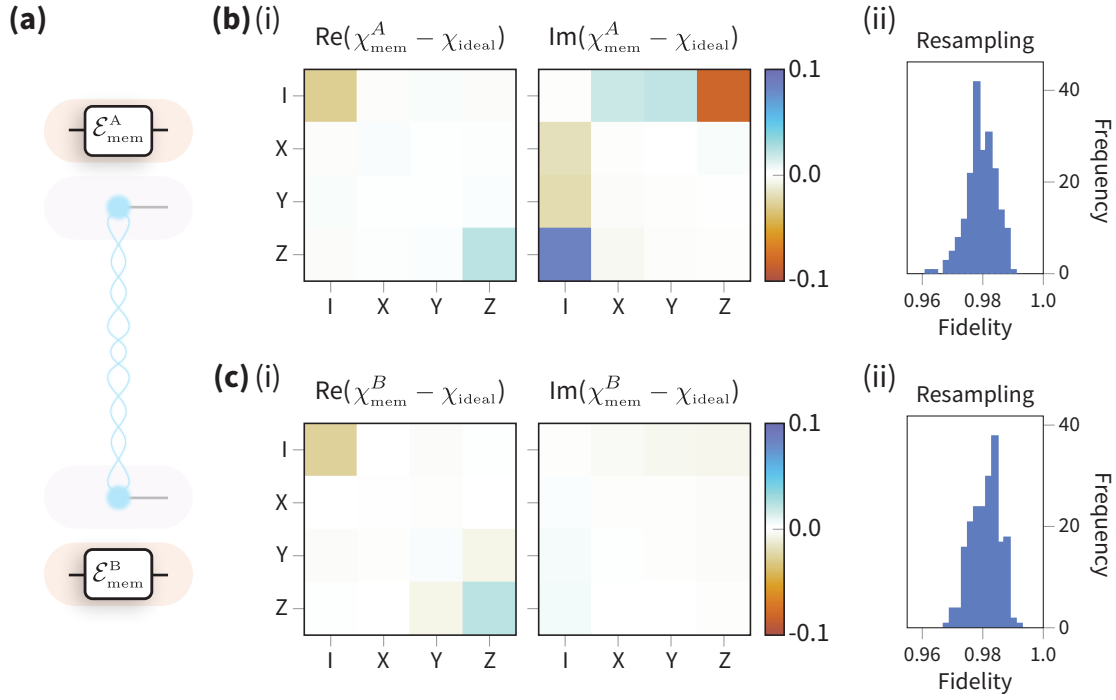 (a)
ℰ^A_mem
ℰ^B_mem
(b) (i)
Re(χ^A_mem − χ_ideal) Im(χ^A_mem − χ_ideal)
I
X
Y
Z
I X Y Z
I X Y Z
0.1
0.0
-0.1
(ii)
Resampling
40
20
0
Frequency
0.96 0.98 1.0
Fidelity
(c) (i)
Re(χ^B_mem − χ_ideal) Im(χ^B_mem − χ_ideal)
I
X
Y
Z
I X Y Z
I X Y Z
0.1
0.0
-0.1
(ii)
Resampling
40
20
0
Frequency
0.96 0.98 1.0
Fidelity